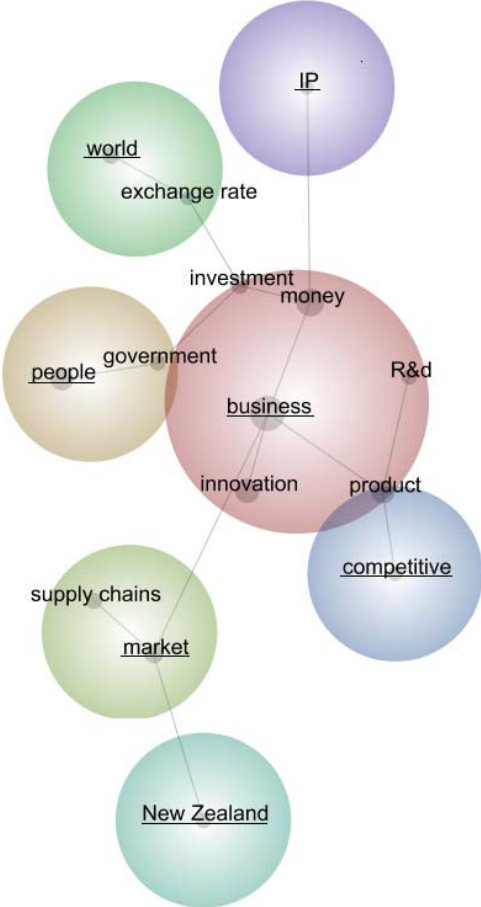 IP
world
exchange rate
investment
money
government
people
R&d
business
innovation
product
competitive
supply chains
market
New Zealand